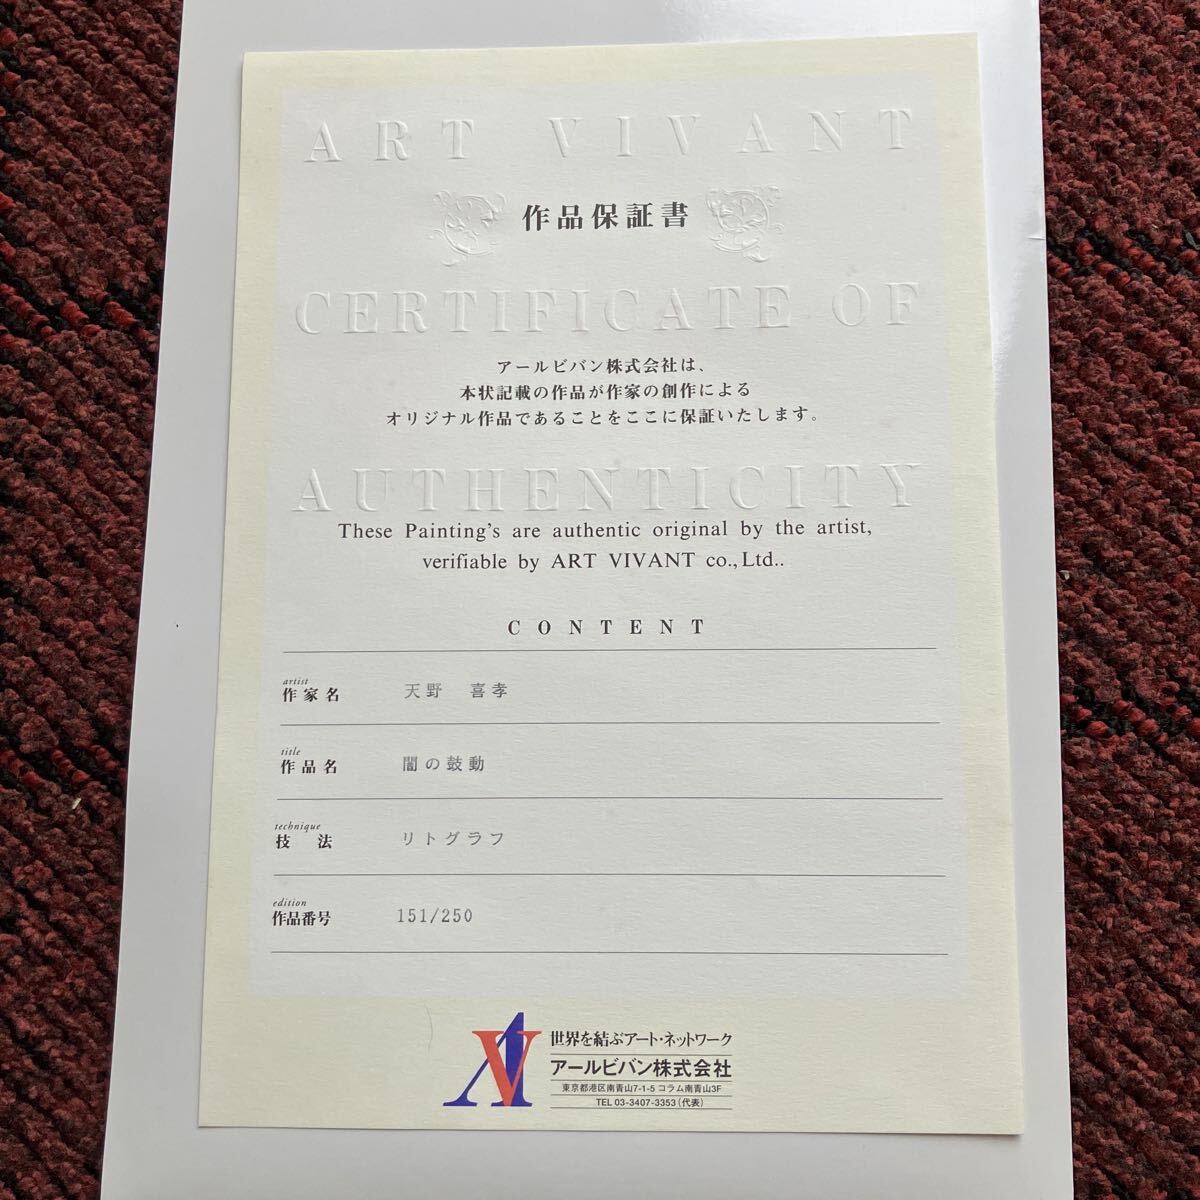 ART VIVANT
作品保証書
CERTIFICATE OF
アールビバン株式会社は、
本状記載の作品が作家の創作による
オリジナル作品であることをここに保証いたします。
AUTHENTICITY
These Painting's are authentic original by the artist,
verifiable by ART VIVANT co.,Ltd..
CONTENT
artist
作家名 天野 喜孝
title
作品名 闇の鼓動
technique
技法 リトグラフ
edition
作品番号 151/250
AV
世界を結ぶアート・ネットワーク
アールビバン株式会社
東京都港区南青山7-1-5 コラム南青山3F
TEL 03-3407-3353(代表)